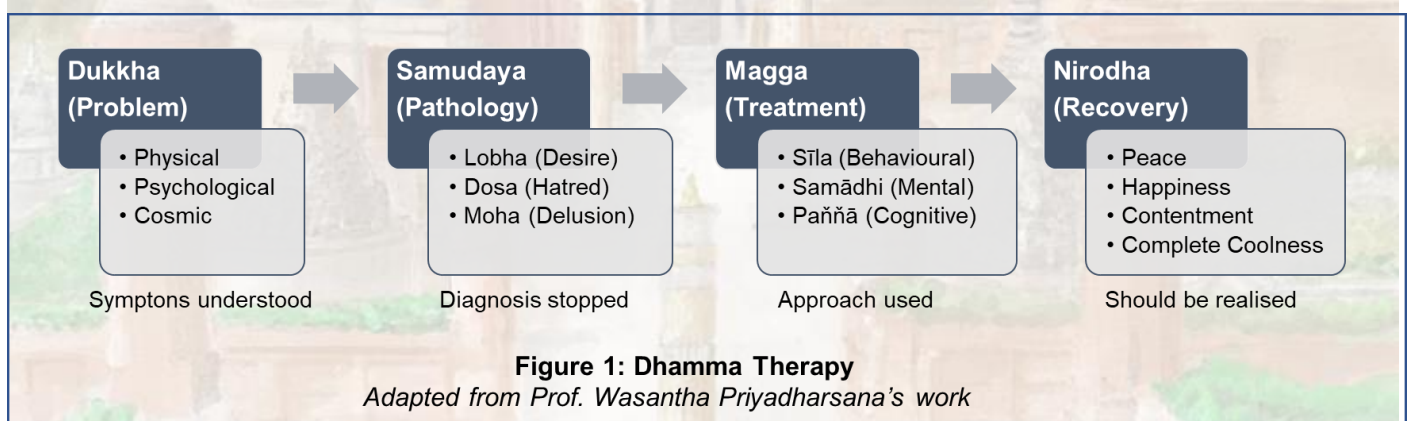 Dukkha
(Problem)
• Physical
• Psychological
• Cosmic
Symptons understood
Samudaya
(Pathology)
• Lobha (Desire)
• Dosa (Hatred)
• Moha (Delusion)
Diagnosis stopped
Magga
(Treatment)
• Sīla (Behavioural)
• Samādhi (Mental)
• Paňňā (Cognitive)
Approach used
Nirodha
(Recovery)
• Peace
• Happiness
• Contentment
• Complete Coolness
Should be realised
Figure 1: Dhamma Therapy
Adapted from Prof. Wasantha Priyadharsana’s work